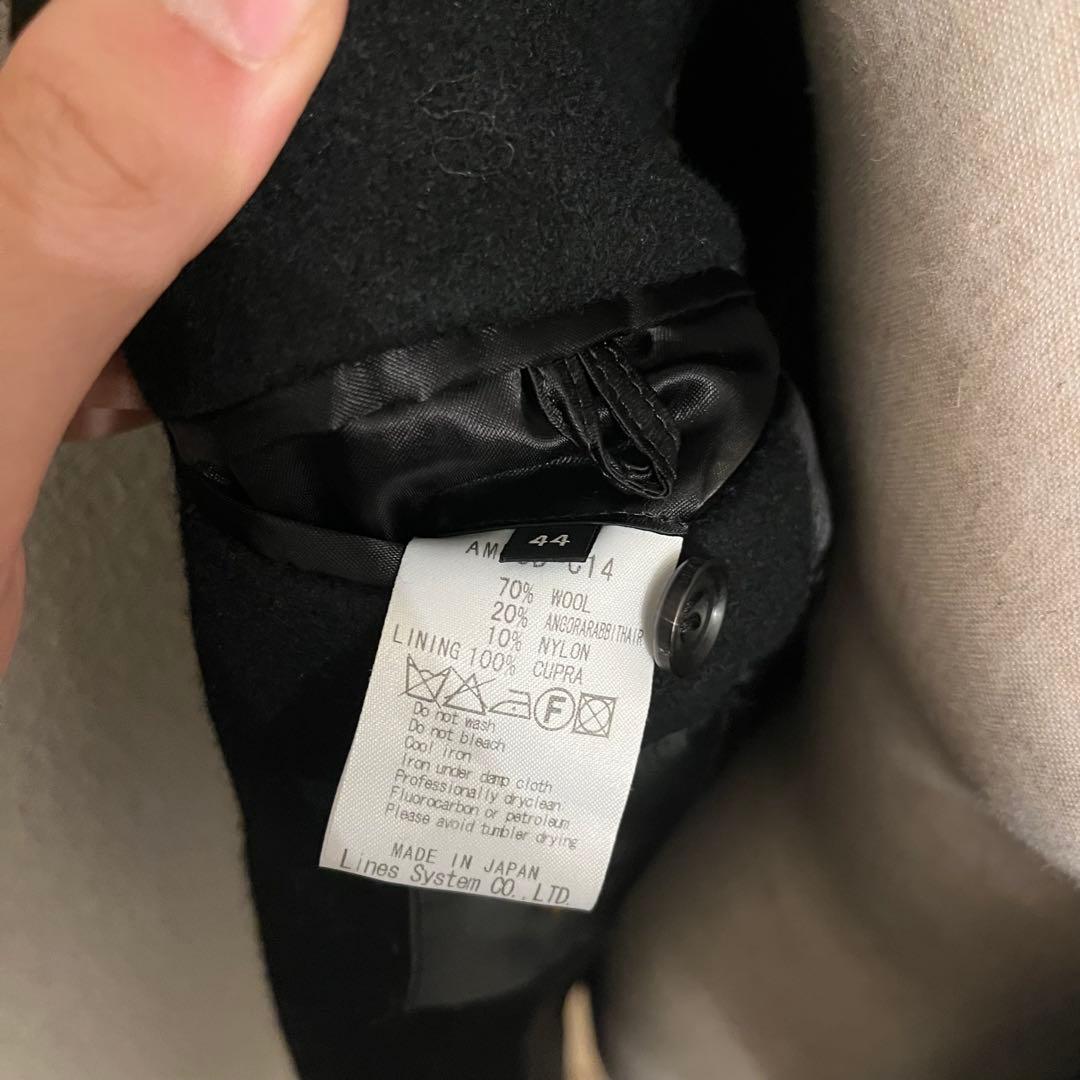 44
AM C14
70% WOOL
20% ANGORARABBITHAIR
10% NYLON
LINING 100% CUPRA
F
Do not wash
Do not bleach
Cool iron
Iron under damp cloth
Professionally dryclean
Fluorocarbon or petroleum
Please avoid tumbler drying
MADE IN JAPAN
Lines System CO.,LTD.